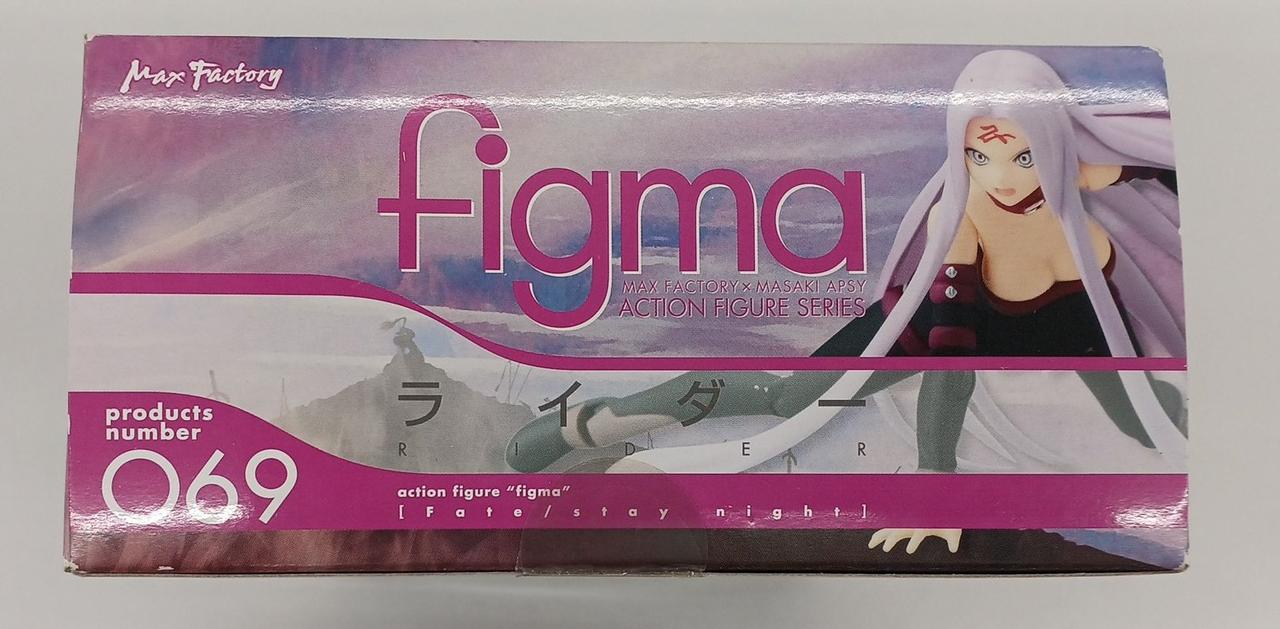 Max Factory
figma
MAX FACTORY×MASAKI APSY
ACTION FIGURE SERIES
ライダー
RIDER
products
number
069
action figure "figma"
[Fate/stay night]